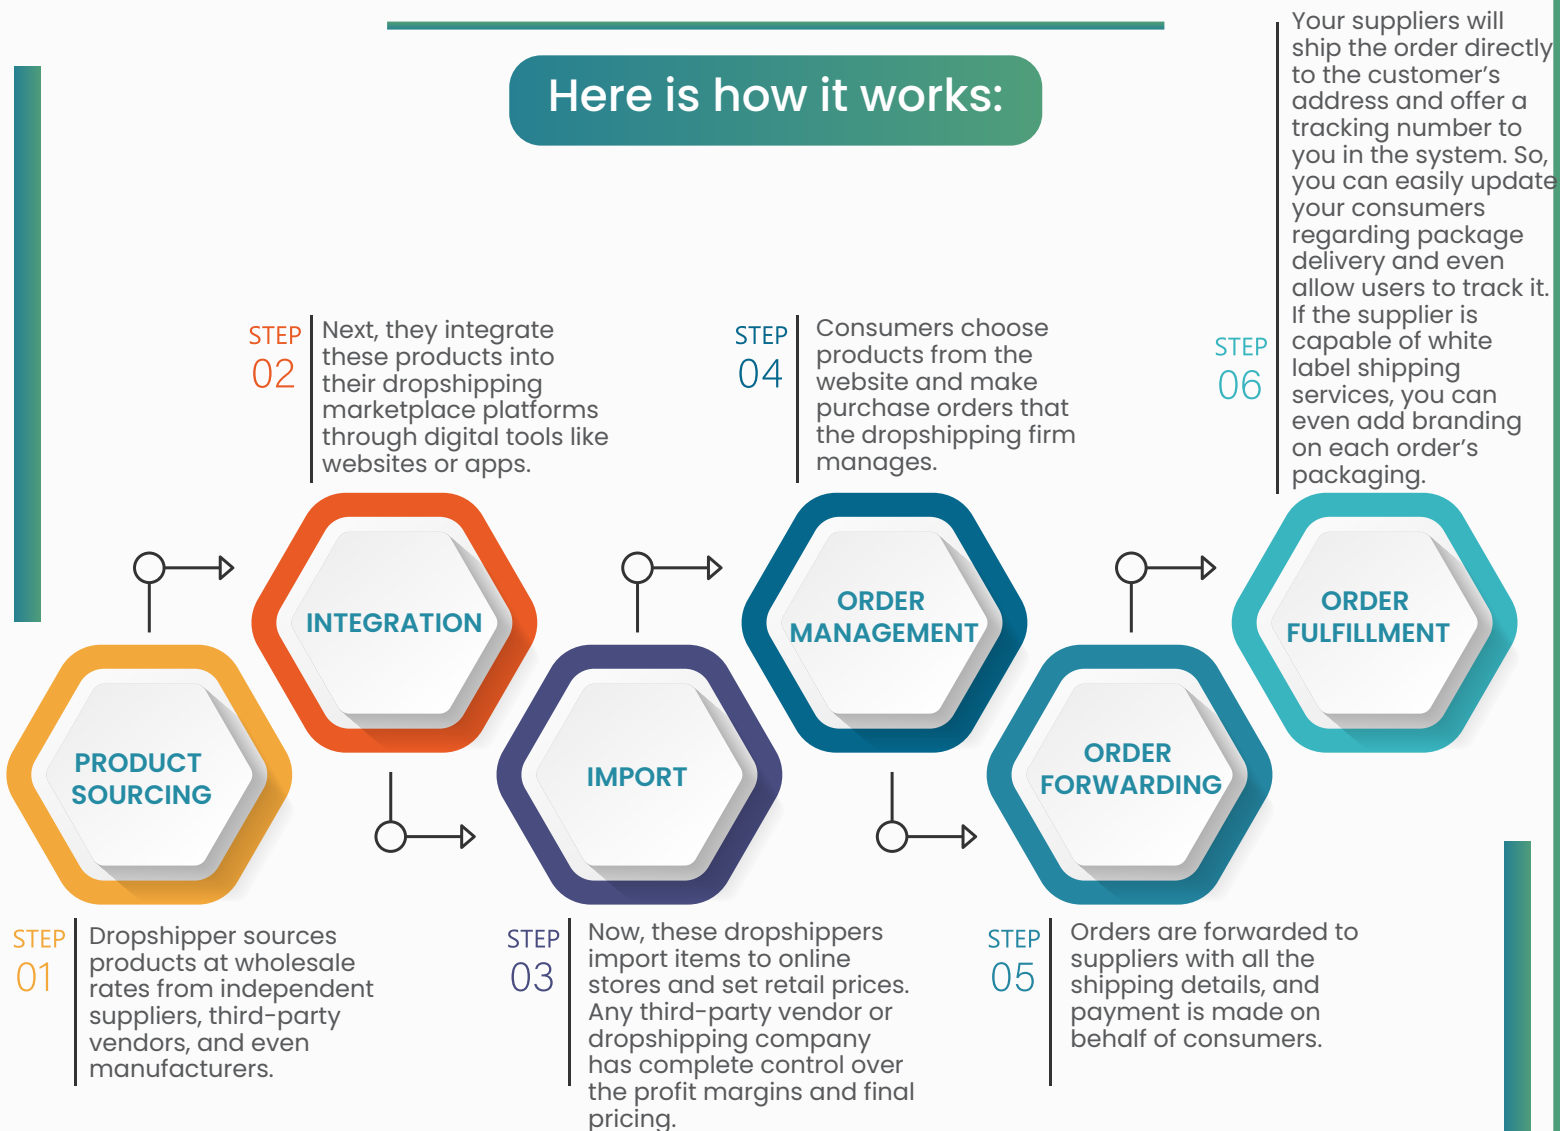 Here is how it works:
STEP
01
Dropshipper sources
products at wholesale
rates from independent
suppliers, third-party
vendors, and even
manufacturers.
PRODUCT
SOURCING
STEP
02
Next, they integrate
these products into
their dropshipping
marketplace platforms
through digital tools like
websites or apps.
INTEGRATION
STEP
03
Now, these dropshippers
import items to online
stores and set retail prices.
Any third-party vendor or
dropshipping company
has complete control over
the profit margins and final
pricing.
IMPORT
STEP
04
Consumers choose
products from the
website and make
purchase orders that
the dropshipping firm
manages.
ORDER
MANAGEMENT
STEP
05
Orders are forwarded to
suppliers with all the
shipping details, and
payment is made on
behalf of consumers.
ORDER
FORWARDING
STEP
06
Your suppliers will
ship the order directly
to the customer's
address and offer a
tracking number to
you in the system. So,
you can easily update
your consumers
regarding package
delivery and even
allow users to track it.
If the supplier is
capable of white
label shipping
services, you can
even add branding
on each order's
packaging.
ORDER
FULFILLMENT